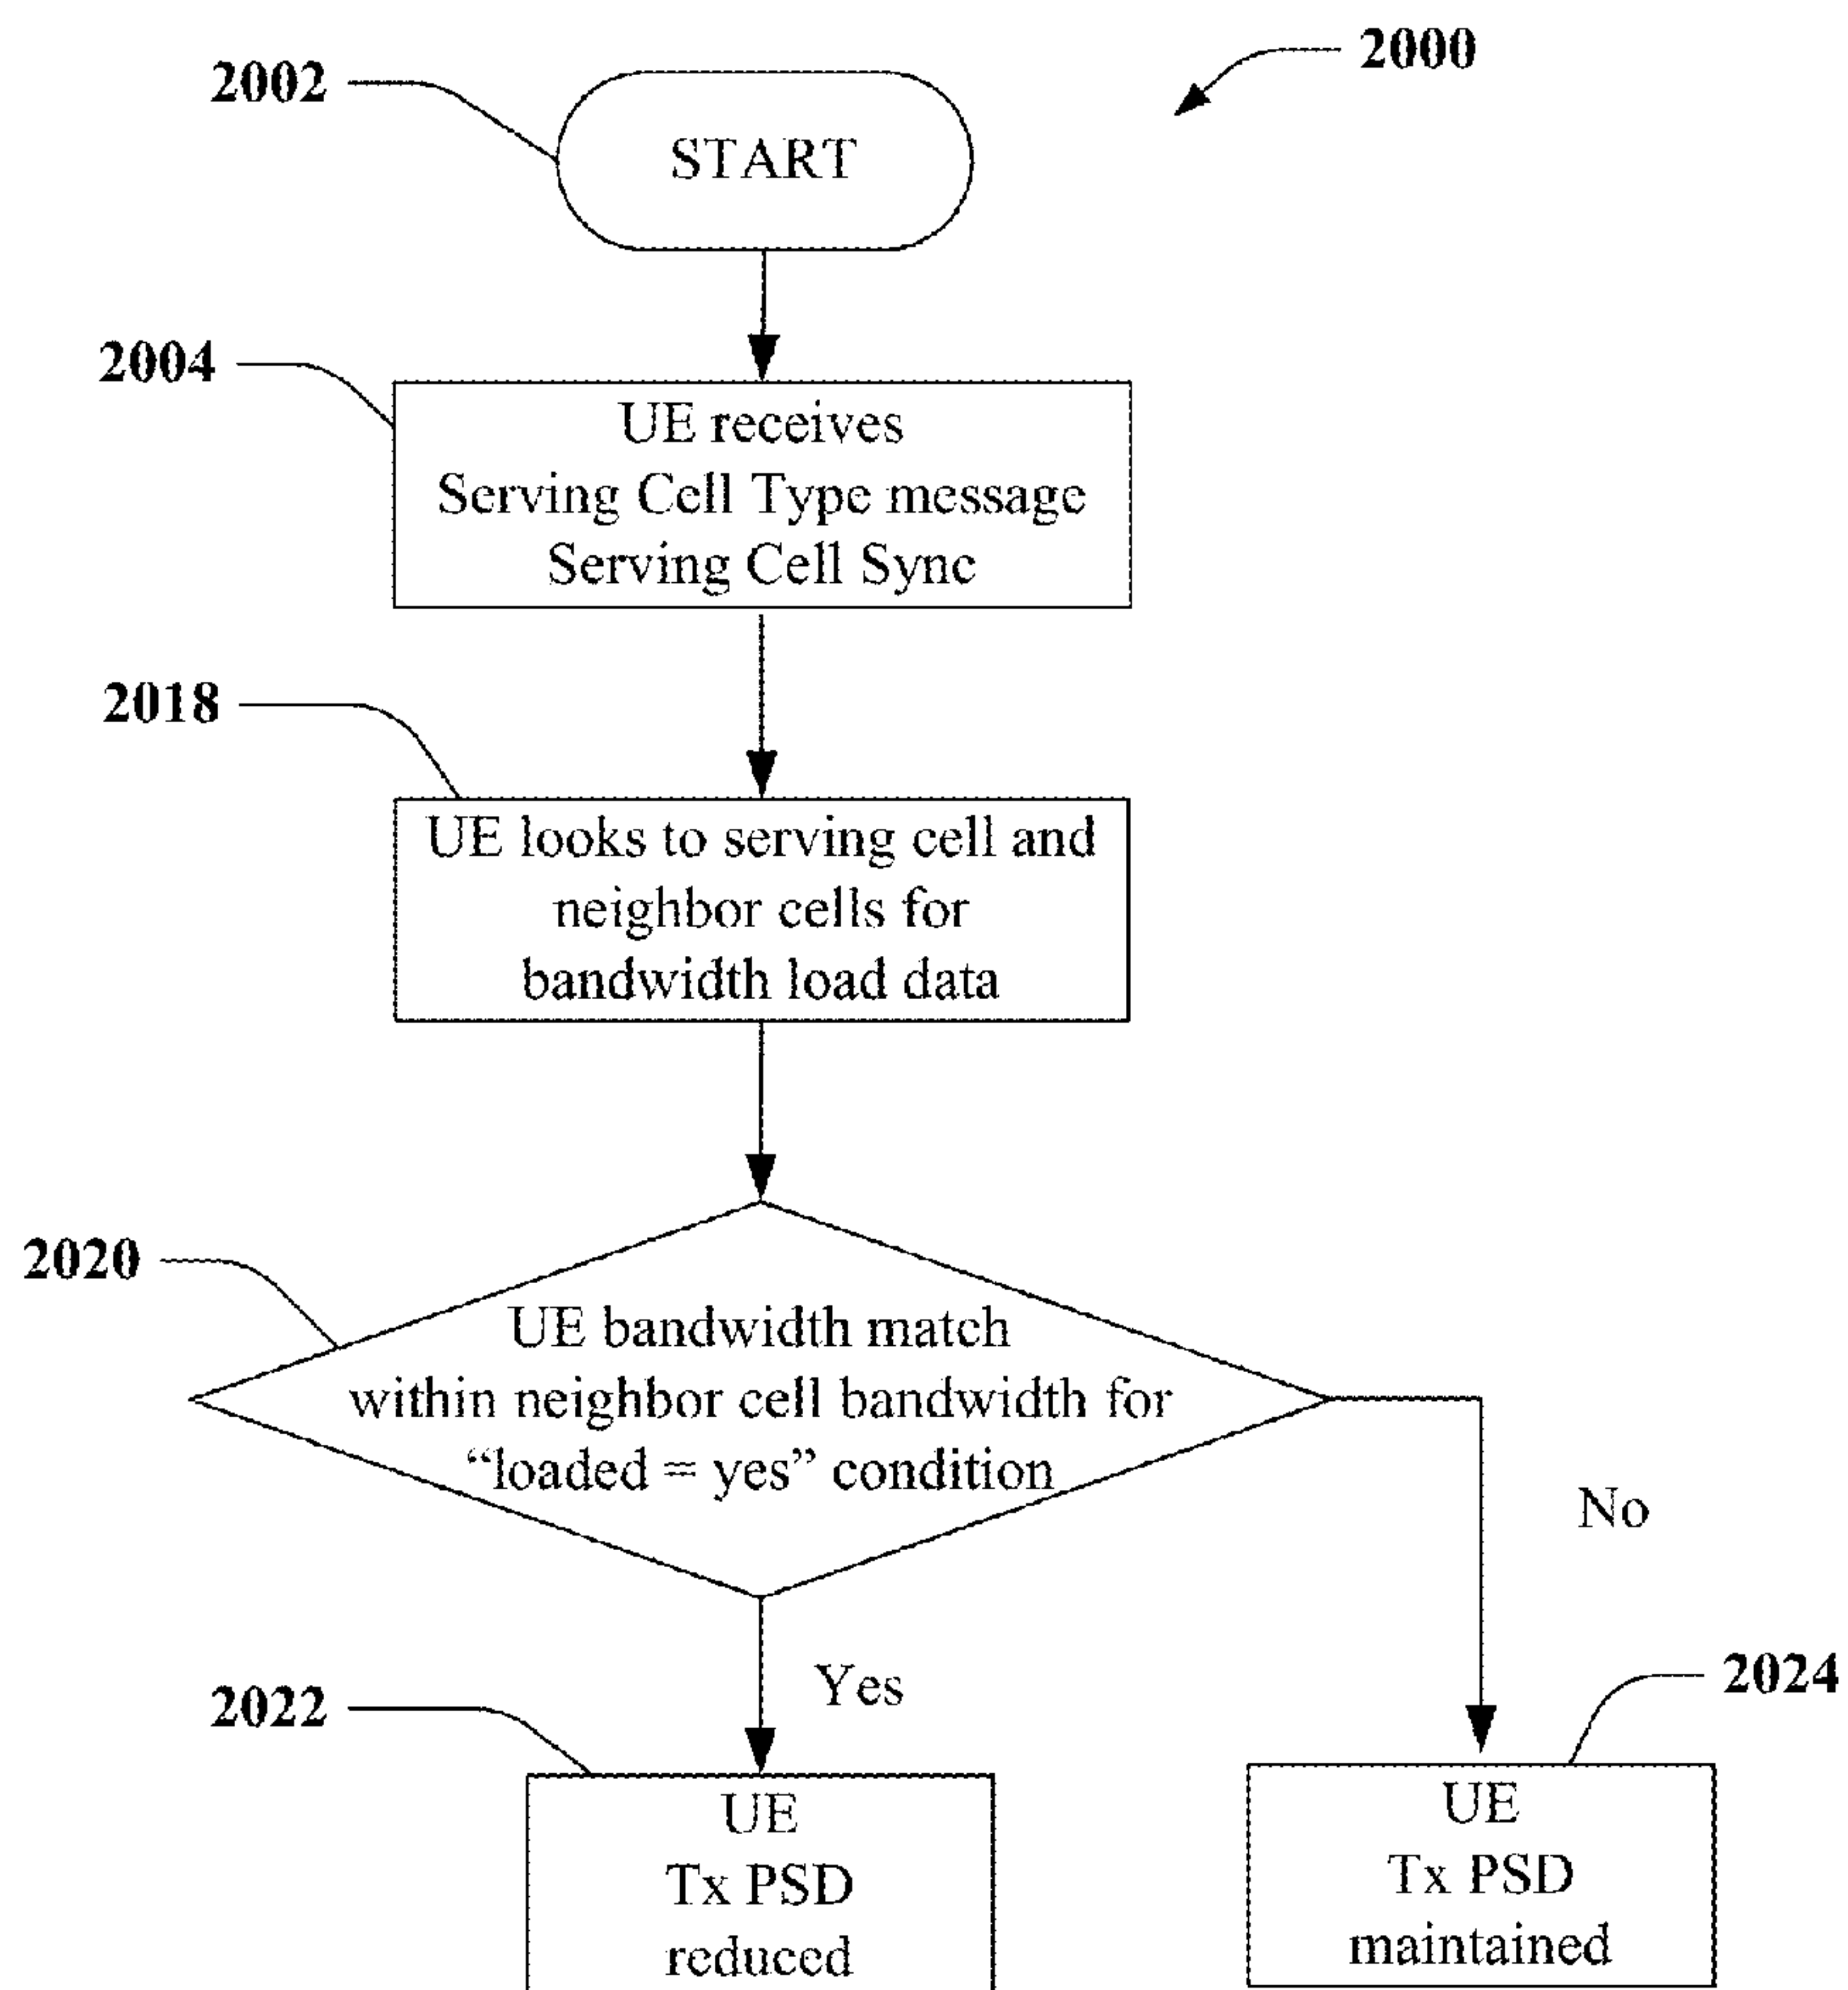 2000
2002
START
2004
UE receives
Serving Cell Type message
Serving Cell Sync
2018
UE looks to serving cell and
neighbor cells for
bandwidth load data
2020
UE bandwidth match
within neighbor cell bandwidth for
“loaded = yes” condition
No
Yes
2022
UE
Tx PSD
reduced
2024
UE
Tx PSD
maintained